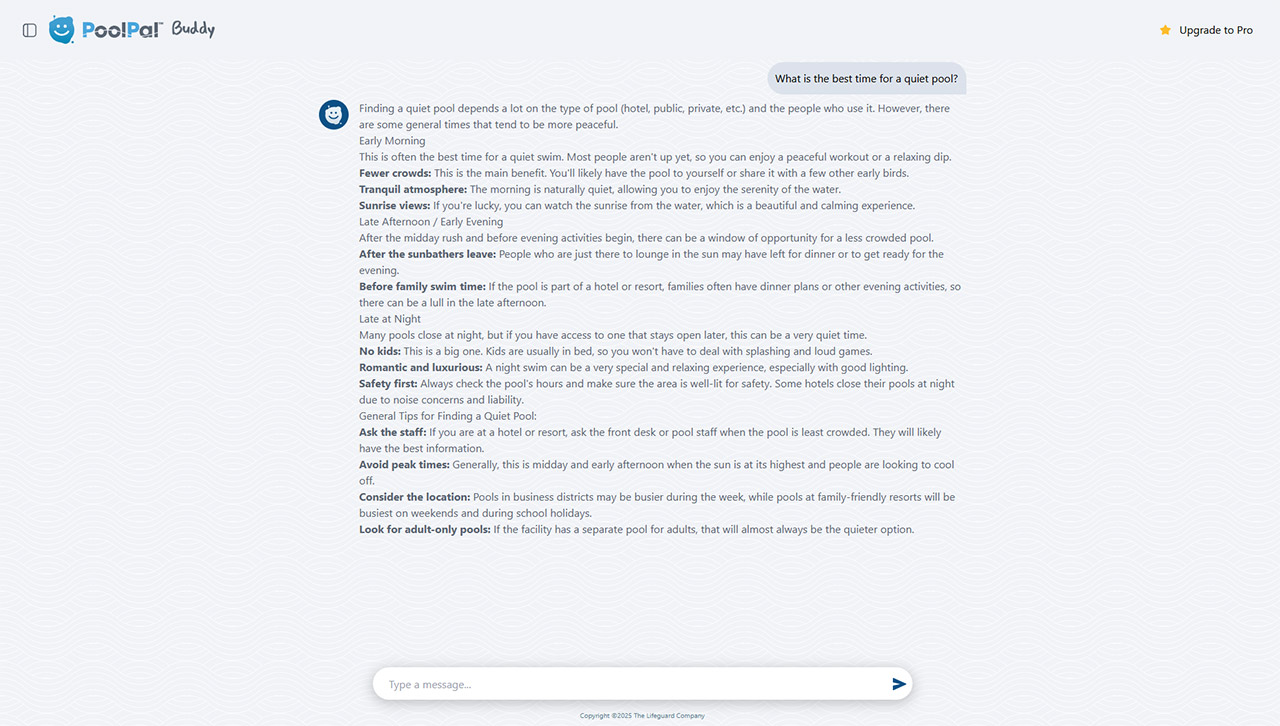 PoolPal™ Buddy
Upgrade to Pro
What is the best time for a quiet pool?
Finding a quiet pool depends a lot on the type of pool (hotel, public, private, etc.) and the people who use it. However, there
are some general times that tend to be more peaceful.
Early Morning
This is often the best time for a quiet swim. Most people aren't up yet, so you can enjoy a peaceful workout or a relaxing dip.
Fewer crowds: This is the main benefit. You'll likely have the pool to yourself or share it with a few other early birds.
Tranquil atmosphere: The morning is naturally quiet, allowing you to enjoy the serenity of the water.
Sunrise views: If you're lucky, you can watch the sunrise from the water, which is a beautiful and calming experience.
Late Afternoon / Early Evening
After the midday rush and before evening activities begin, there can be a window of opportunity for a less crowded pool.
After the sunbathers leave: People who are just there to lounge in the sun may have left for dinner or to get ready for the
evening.
Before family swim time: If the pool is part of a hotel or resort, families often have dinner plans or other evening activities, so
there can be a lull in the late afternoon.
Late at Night
Many pools close at night, but if you have access to one that stays open later, this can be a very quiet time.
No kids: This is a big one. Kids are usually in bed, so you won't have to deal with splashing and loud games.
Romantic and luxurious: A night swim can be a very special and relaxing experience, especially with good lighting.
Safety first: Always check the pool's hours and make sure the area is well-lit for safety. Some hotels close their pools at night
due to noise concerns and liability.
General Tips for Finding a Quiet Pool:
Ask the staff: If you are at a hotel or resort, ask the front desk or pool staff when the pool is least crowded. They will likely
have the best information.
Avoid peak times: Generally, this is midday and early afternoon when the sun is at its highest and people are looking to cool
off.
Consider the location: Pools in business districts may be busier during the week, while pools at family-friendly resorts will be
busiest on weekends and during school holidays.
Look for adult-only pools: If the facility has a separate pool for adults, that will almost always be the quieter option.
Type a message...
Copyright ©2025 The Lifeguard Company